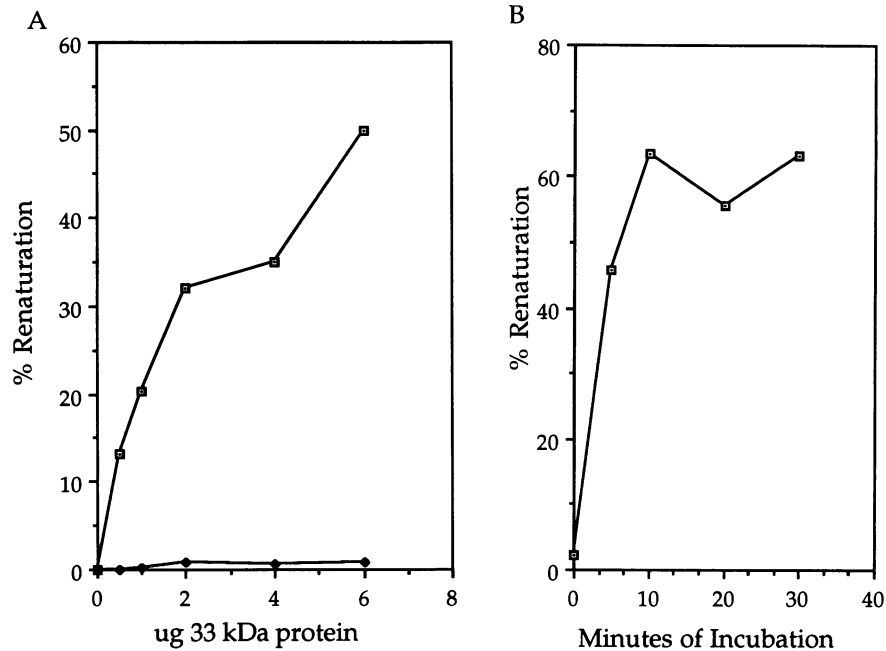 A
60
50
40
30
20
10
0
% Renaturation
0 2 4 6 8
ug 33 kDa protein
B
80
60
40
20
0
% Renaturation
0 10 20 30 40
Minutes of Incubation